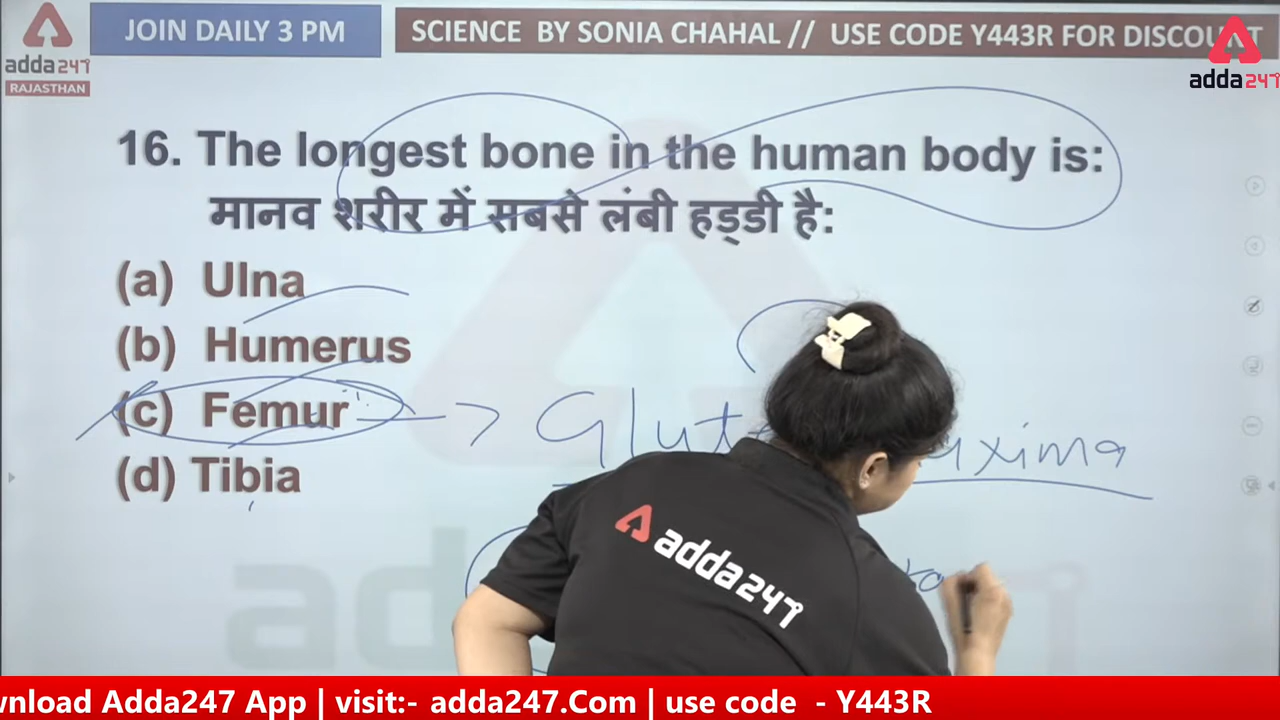 JOIN DAILY 3 PM
SCIENCE BY SONIA CHAHAL // USE CODE Y443R FOR DISCOUNT
adda247
RAJASTHAN
adda247
16. The longest bone in the human body is:
मानव शरीर में सबसे लंबी हड्डी है:
(a) Ulna
(b) Humerus
(c) Femur
(d) Tibia
adda247
wnload Adda247 App | visit:- adda247.Com | use code - Y443R